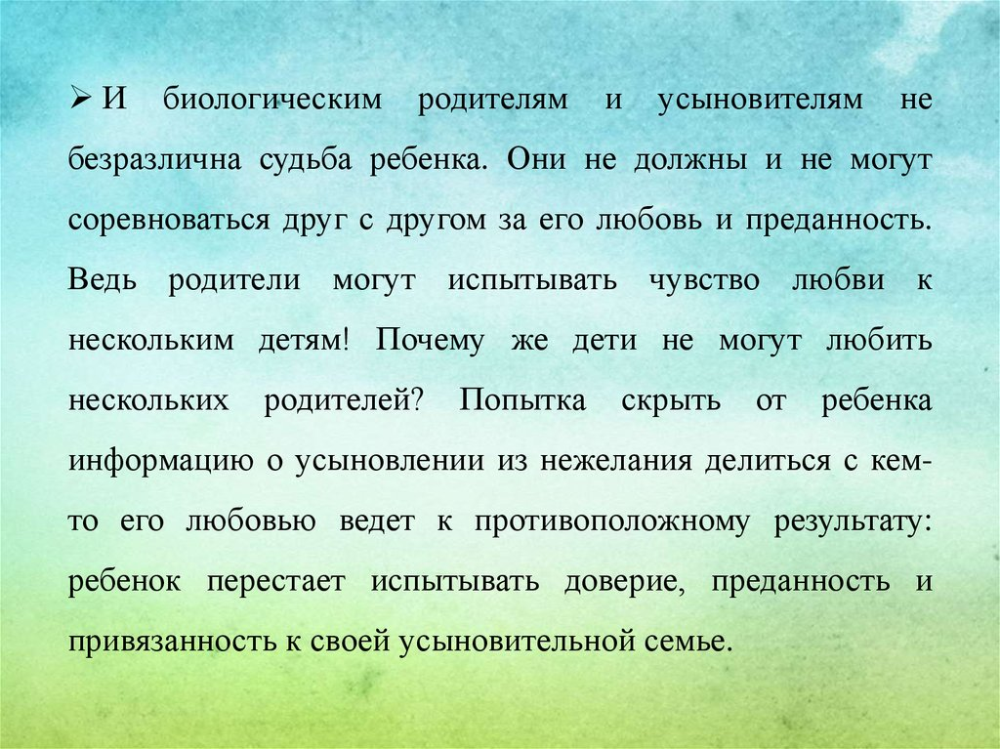 ➢ И биологическим родителям и усыновителям не
безразлична судьба ребенка. Они не должны и не могут
соревноваться друг с другом за его любовь и преданность.
Ведь родители могут испытывать чувство любви к
нескольким детям! Почему же дети не могут любить
нескольких родителей? Попытка скрыть от ребенка
информацию о усыновлении из нежелания делиться с кем-
то его любовью ведет к противоположному результату:
ребенок перестает испытывать доверие, преданность и
привязанность к своей усыновительной семье.